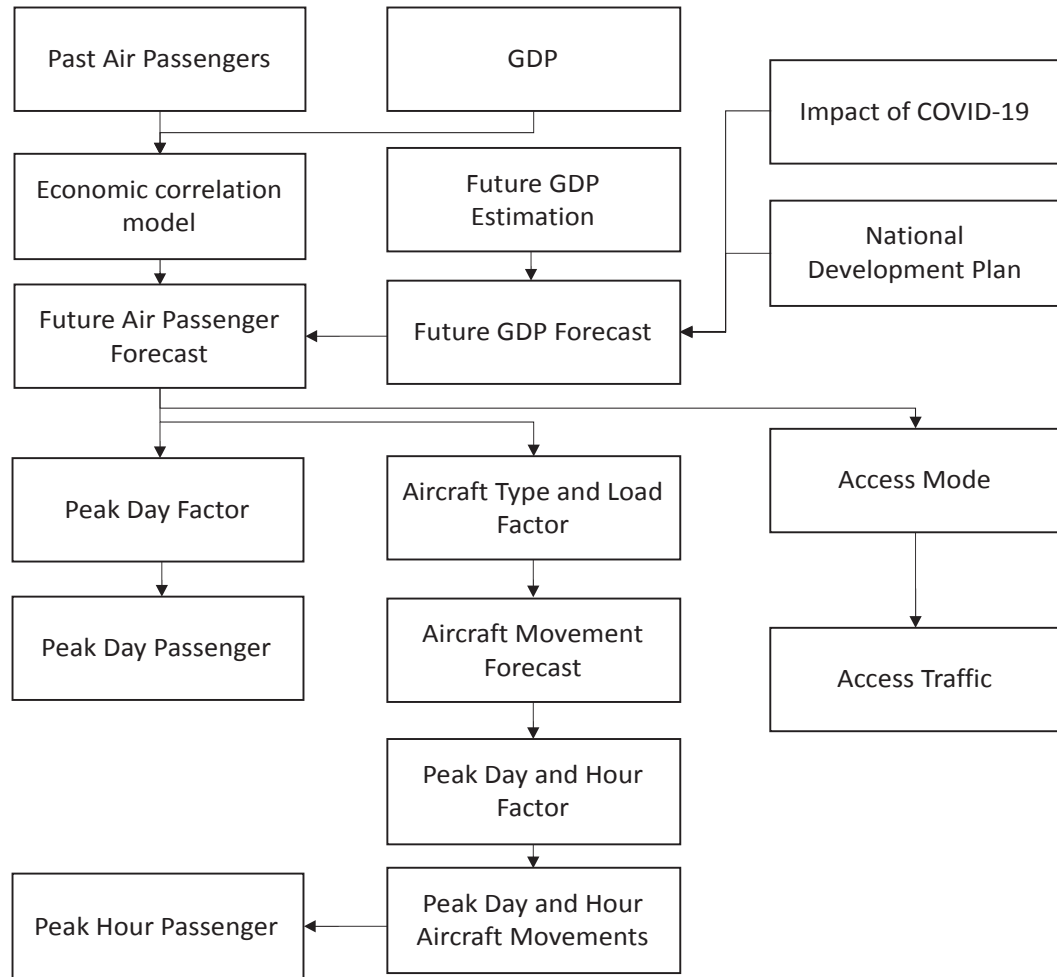 Past Air Passengers
GDP
Impact of COVID-19
Economic correlation
model
Future GDP
Estimation
National
Development Plan
Future Air Passenger
Forecast
Future GDP Forecast
Peak Day Factor
Aircraft Type and Load
Factor
Access Mode
Peak Day Passenger
Aircraft Movement
Forecast
Access Traffic
Peak Day and Hour
Factor
Peak Hour Passenger
Peak Day and Hour
Aircraft Movements